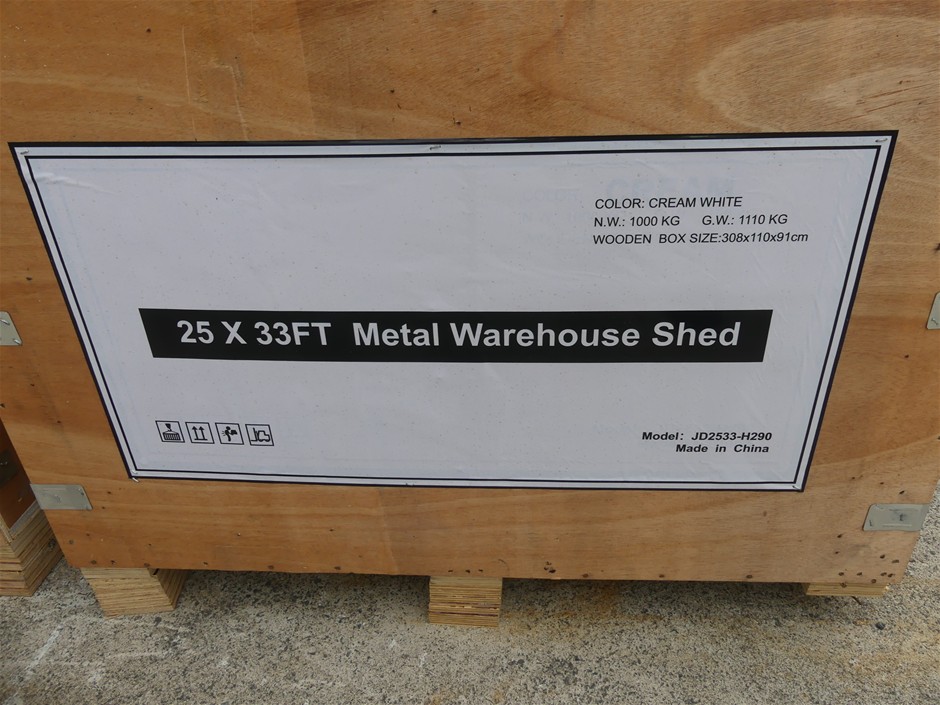 COLOR: CREAM WHITE
N.W.: 1000 KG G.W.: 1110 KG
WOODEN BOX SIZE:308x110x91cm
25 X 33FT Metal Warehouse Shed
Model: JD2533-H290
Made in China